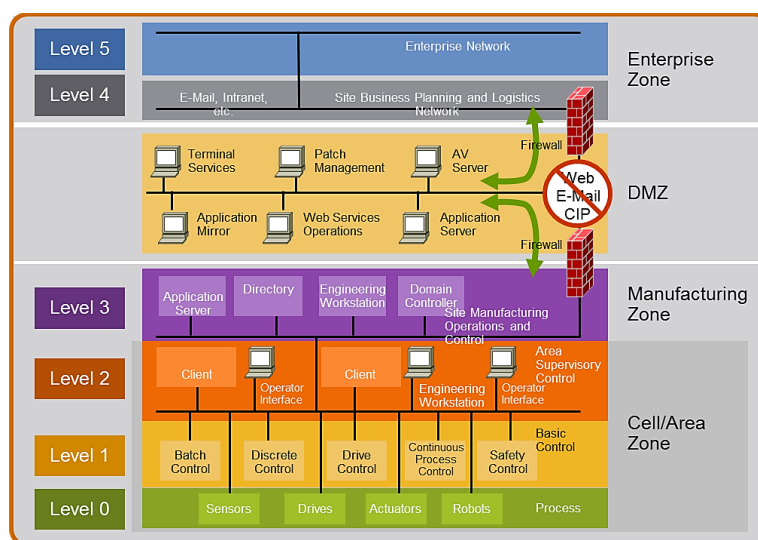 Level 5
Enterprise Network
Enterprise
Zone
Level 4
E-Mail, Intranet,
etc.
Site Business Planning and Logistics
Network
Firewall
Terminal
Services
Patch
Management
AV
Server
Web
E-Mail
CIP
DMZ
Application
Mirror
Web Services
Operations
Application
Server
Firewall
Level 3
Application
Server
Directory
Engineering
Workstation
Domain
Controller
Site Manufacturing
Operations and
Control
Manufacturing
Zone
Level 2
Client
Operator
Interface
Client
Engineering
Workstation
Operator
Interface
Area
Supervisory
Control
Cell/Area
Zone
Level 1
Batch
Control
Discrete
Control
Drive
Control
Continuous
Process
Control
Safety
Control
Basic
Control
Level 0
Sensors
Drives
Actuators
Robots
Process